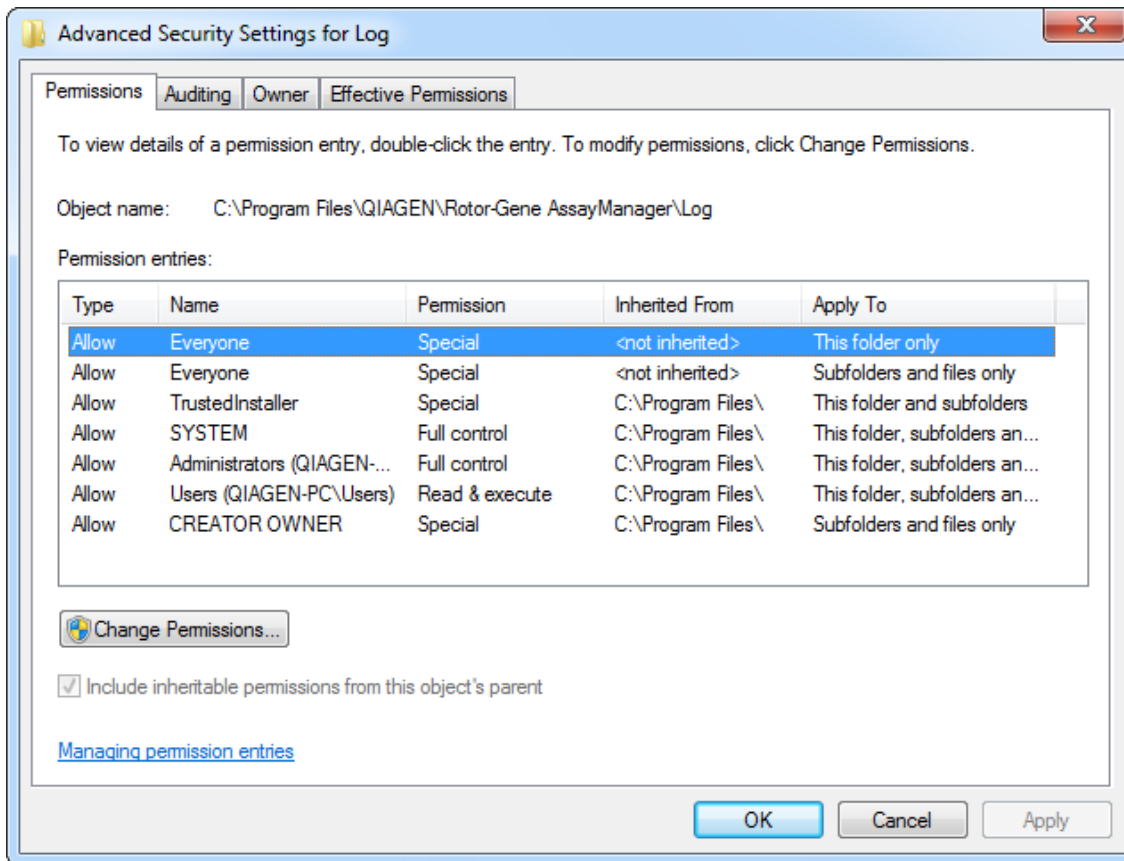 Advanced Security Settings for Log
Permissions Auditing Owner Effective Permissions
To view details of a permission entry, double-click the entry. To modify permissions, click Change Permissions.
Object name: C:\Program Files\QIAGEN\Rotor-Gene AssayManager\Log
Permission entries:
Type Name Permission Inherited From Apply To
Allow Everyone Special <not inherited> This folder only
Allow Everyone Special <not inherited> Subfolders and files only
Allow TrustedInstaller Special C:\Program Files\ This folder and subfolders
Allow SYSTEM Full control C:\Program Files\ This folder, subfolders an...
Allow Administrators (QIAGEN-... Full control C:\Program Files\ This folder, subfolders an...
Allow Users (QIAGEN-PC\Users) Read & execute C:\Program Files\ This folder, subfolders an...
Allow CREATOR OWNER Special C:\Program Files\ Subfolders and files only
Change Permissions...
Include inheritable permissions from this object's parent
Managing permission entries
OK Cancel Apply